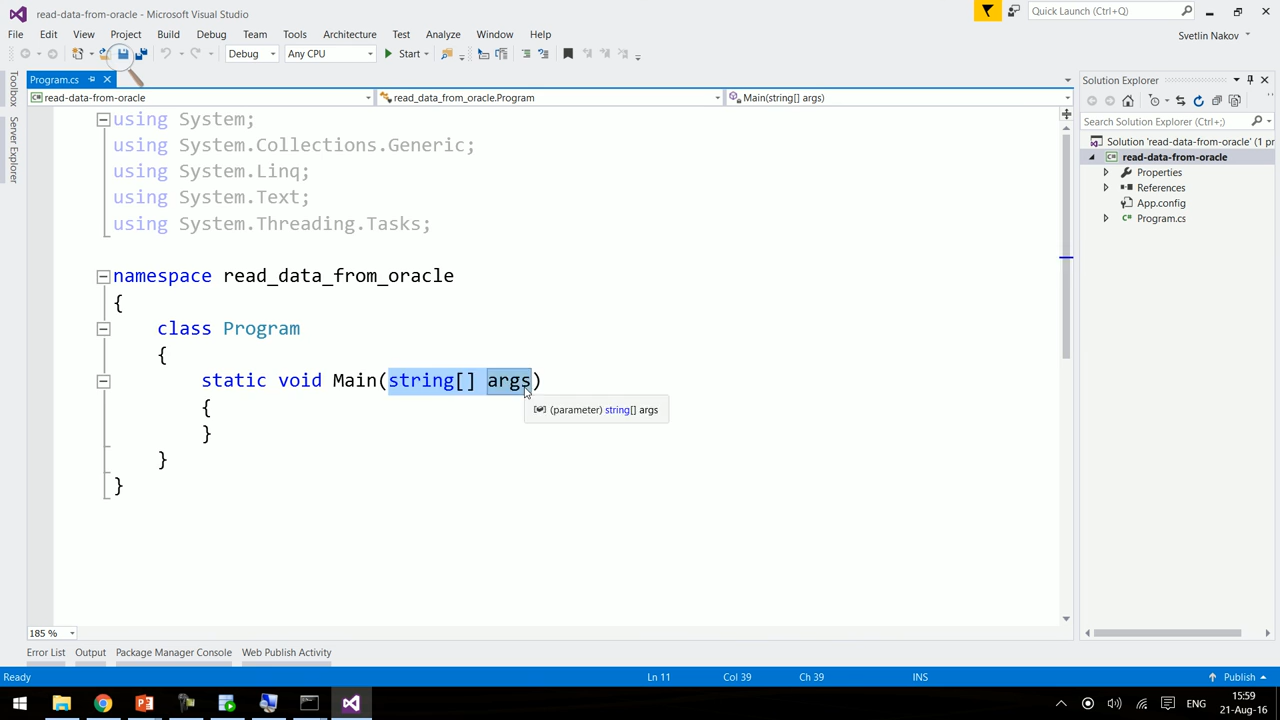 read-data-from-oracle - Microsoft Visual Studio
Quick Launch (Ctrl+Q)
File Edit View Project Build Debug Team Tools Architecture Test Analyze Window Help
Svetlin Nakov
Debug Any CPU Start
Toolbox
Server Explorer
Program.cs
read-data-from-oracle read_data_from_oracle.Program Main(string[] args)
using System;
using System.Collections.Generic;
using System.Linq;
using System.Text;
using System.Threading.Tasks;
namespace read_data_from_oracle
{
class Program
{
static void Main(string[] args)
(parameter) string[] args
{
}
}
}
185 %
Solution Explorer
Search Solution Explorer (Ctrl+;)
Solution 'read-data-from-oracle' (1 pr
read-data-from-oracle
Properties
References
App.config
Program.cs
Error List Output Package Manager Console Web Publish Activity
Ready Ln 11 Col 39 Ch 39 INS Publish
ENG
15:59
21-Aug-16